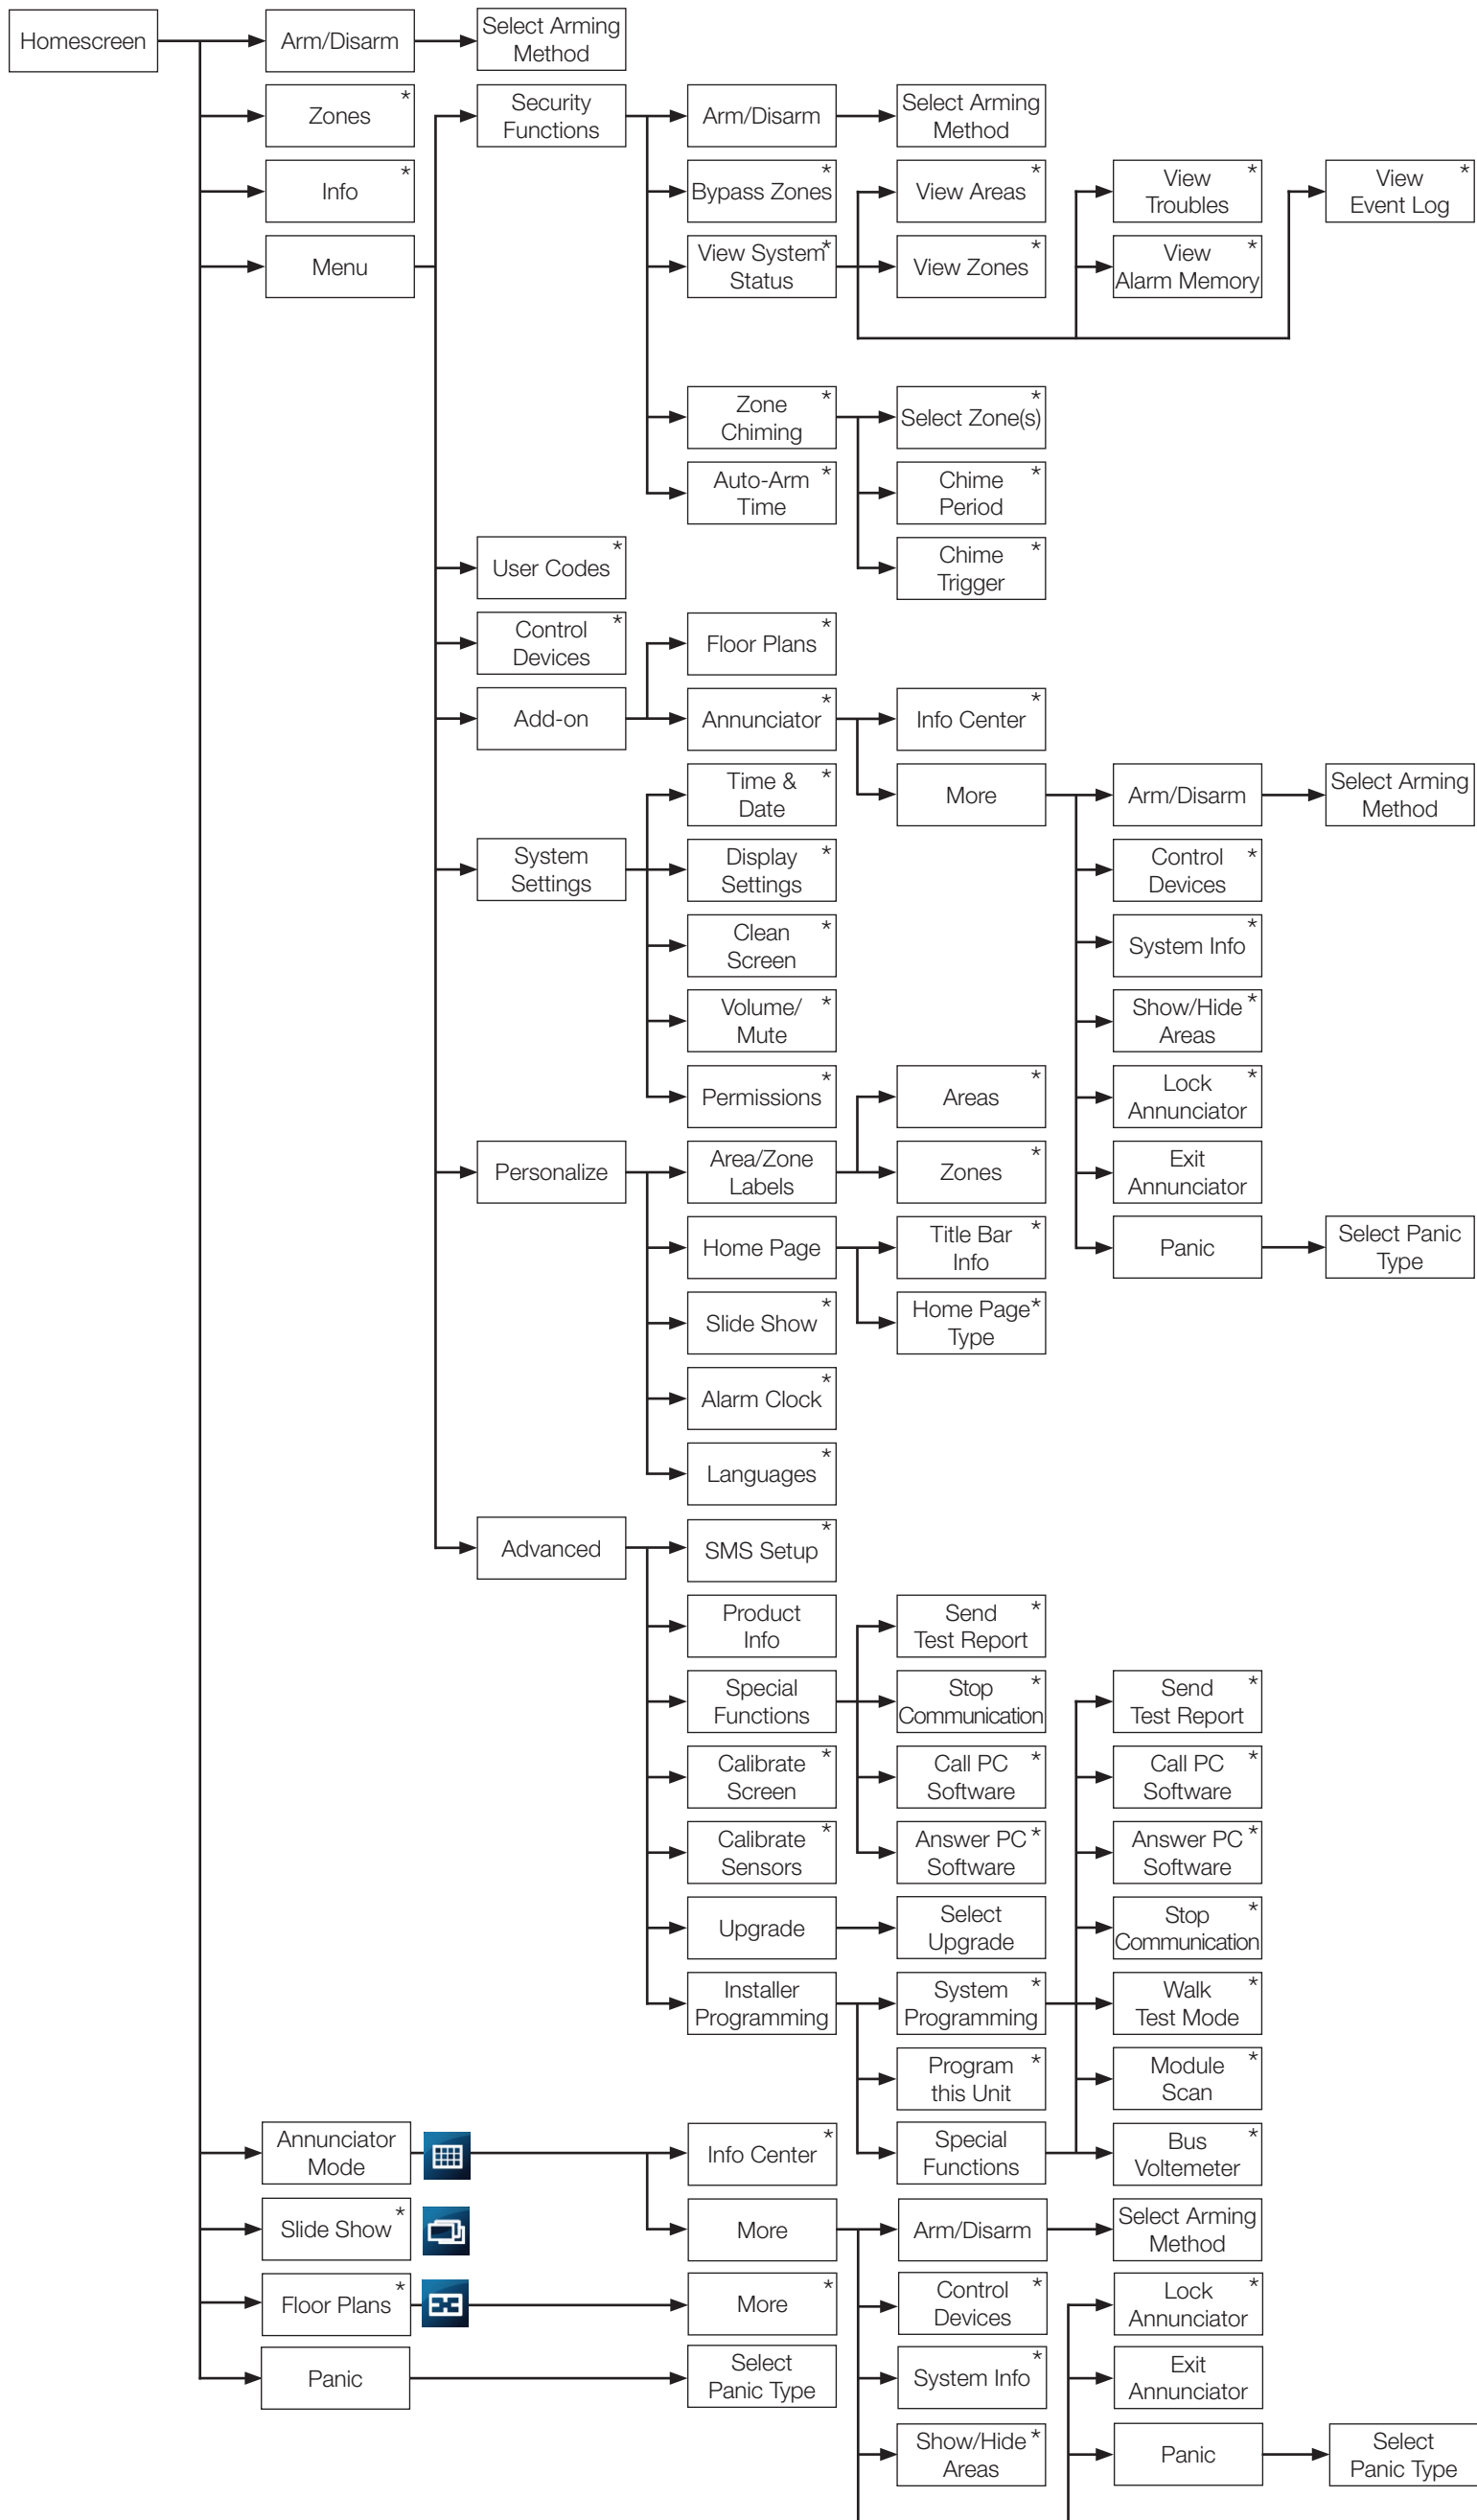 Homescreen
Arm/Disarm
Select Arming
Method
Zones *
Security
Functions
Arm/Disarm
Select Arming
Method
Info *
Bypass Zones *
View Areas *
View *
Troubles
View *
Event Log
Menu
View System *
Status
View Zones *
View *
Alarm Memory
Zone *
Chiming
Select Zone(s) *
Auto-Arm *
Time
Chime *
Period
User Codes *
Chime *
Trigger
Control *
Devices
Floor Plans *
Add-on
Annunciator *
Info Center *
Time & *
Date
More
Arm/Disarm
Select Arming
Method
System
Settings
Display *
Settings
Control *
Devices
Clean *
Screen
System Info *
Volume/ *
Mute
Show/Hide *
Areas
Permissions *
Areas *
Lock *
Annunciator
Personalize
Area/Zone
Labels
Zones *
Exit
Annunciator
Home Page
Title Bar *
Info
Panic
Select Panic
Type
Slide Show *
Home Page *
Type
Alarm Clock *
Languages *
Advanced
SMS Setup *
Product
Info
Send *
Test Report
Special
Functions
Stop *
Communication
Send *
Test Report
Calibrate *
Screen
Call PC *
Software
Call PC *
Software
Calibrate *
Sensors
Answer PC *
Software
Answer PC *
Software
Upgrade
Select
Upgrade
Stop *
Communication
Installer
Programming
System *
Programming
Walk *
Test Mode
Program *
this Unit
Module *
Scan
Annunciator
Mode
Info Center *
Special
Functions
Bus *
Voltemeter
Slide Show *
More
Arm/Disarm
Select Arming
Method
Floor Plans *
More *
Control *
Devices
Lock *
Annunciator
Panic
Select
Panic Type
System Info *
Exit
Annunciator
Show/Hide *
Areas
Panic
Select
Panic Type